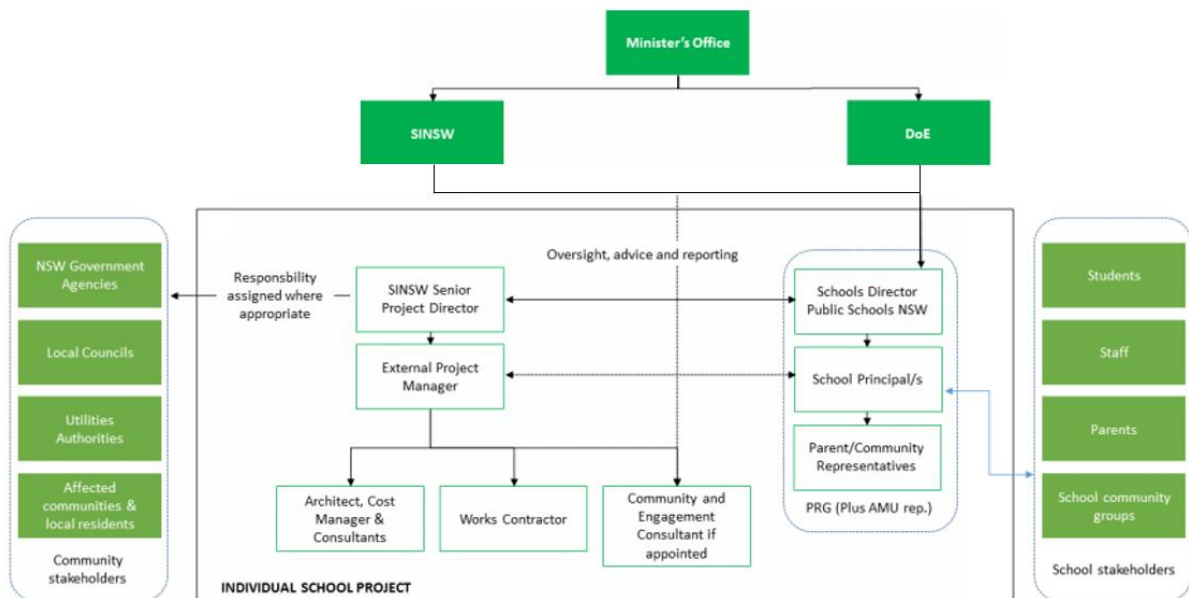 Minister's Office
SINSW
DoE
NSW Government
Agencies
Local Councils
Utilities
Authorities
Affected
communities &
local residents
Community
stakeholders
Responsbility
assigned where
appropriate
Oversight, advice and reporting
SINSW Senior
Project Director
External Project
Manager
Architect, Cost
Manager &
Consultants
Works Contractor
Community and
Engagement
Consultant if
appointed
Schools Director
Public Schools NSW
School Principal/s
Parent/Community
Representatives
PRG (Plus AMU rep.)
INDIVIDUAL SCHOOL PROJECT
Students
Staff
Parents
School community
groups
School stakeholders